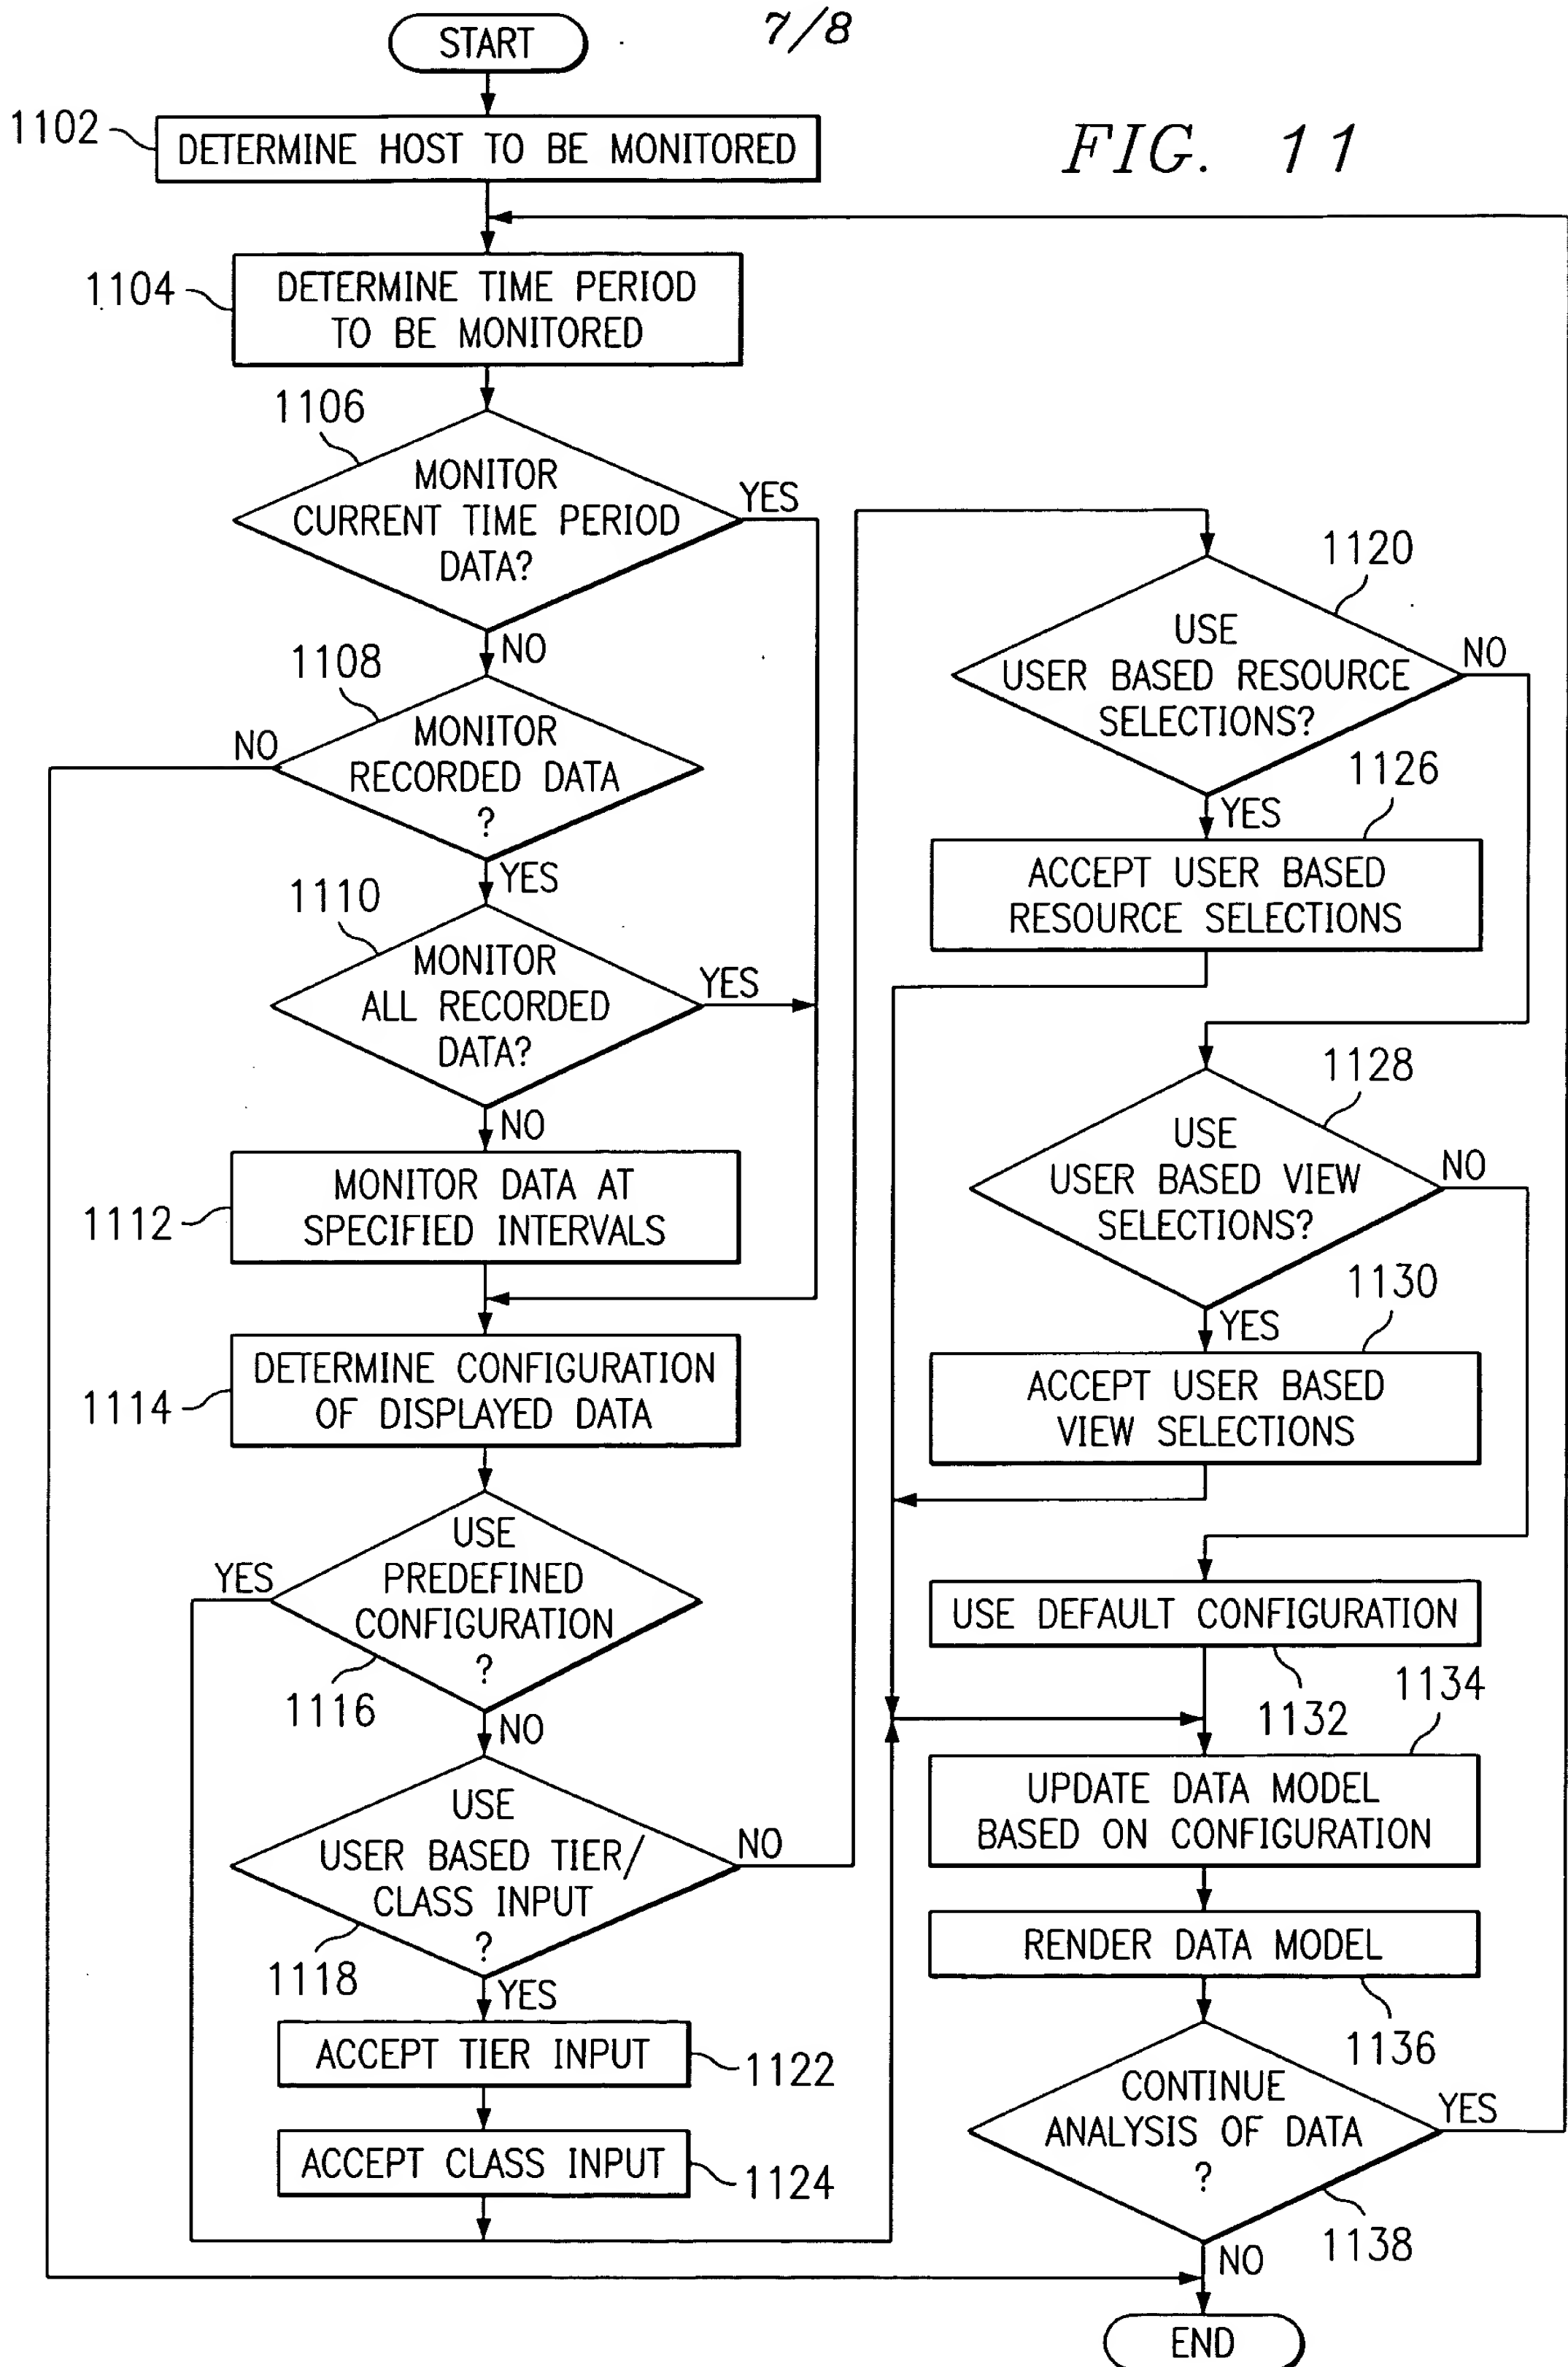 7/8
FIG. 11
START
1102
DETERMINE HOST TO BE MONITORED
1104
DETERMINE TIME PERIOD
TO BE MONITORED
1106
MONITOR
CURRENT TIME PERIOD
DATA?
YES
NO
1108
MONITOR
RECORDED DATA
?
NO
YES
1110
MONITOR
ALL RECORDED
DATA?
YES
NO
1112
MONITOR DATA AT
SPECIFIED INTERVALS
1114
DETERMINE CONFIGURATION
OF DISPLAYED DATA
USE
PREDEFINED
CONFIGURATION
?
YES
1116
NO
USE
USER BASED TIER/
CLASS INPUT
?
NO
1118
YES
ACCEPT TIER INPUT
1122
ACCEPT CLASS INPUT
1124
1120
USE
USER BASED RESOURCE
SELECTIONS?
NO
YES
1126
ACCEPT USER BASED
RESOURCE SELECTIONS
1128
USE
USER BASED VIEW
SELECTIONS?
NO
YES
1130
ACCEPT USER BASED
VIEW SELECTIONS
USE DEFAULT CONFIGURATION
1132
1134
UPDATE DATA MODEL
BASED ON CONFIGURATION
RENDER DATA MODEL
1136
CONTINUE
ANALYSIS OF DATA
?
YES
1138
NO
END